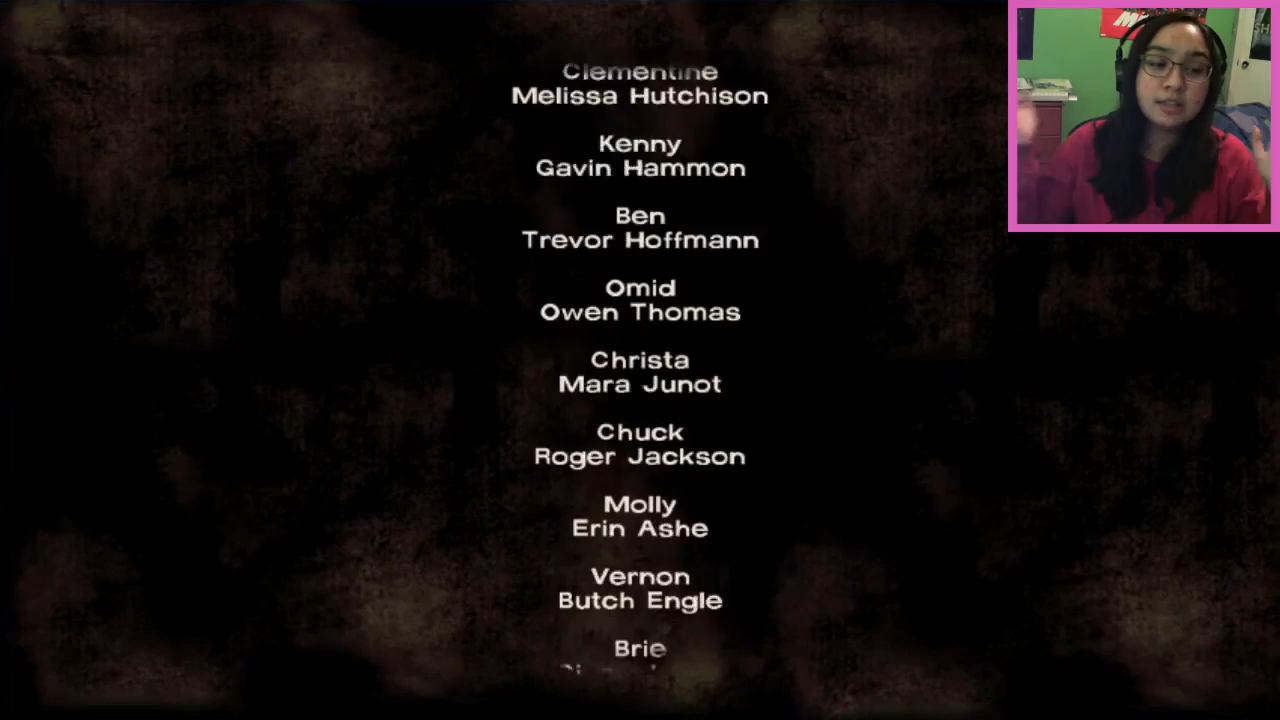 Clementine
Melissa Hutchison
Kenny
Gavin Hammon
Ben
Trevor Hoffmann
Omid
Owen Thomas
Christa
Mara Junot
Chuck
Roger Jackson
Molly
Erin Ashe
Vernon
Butch Engle
Brie